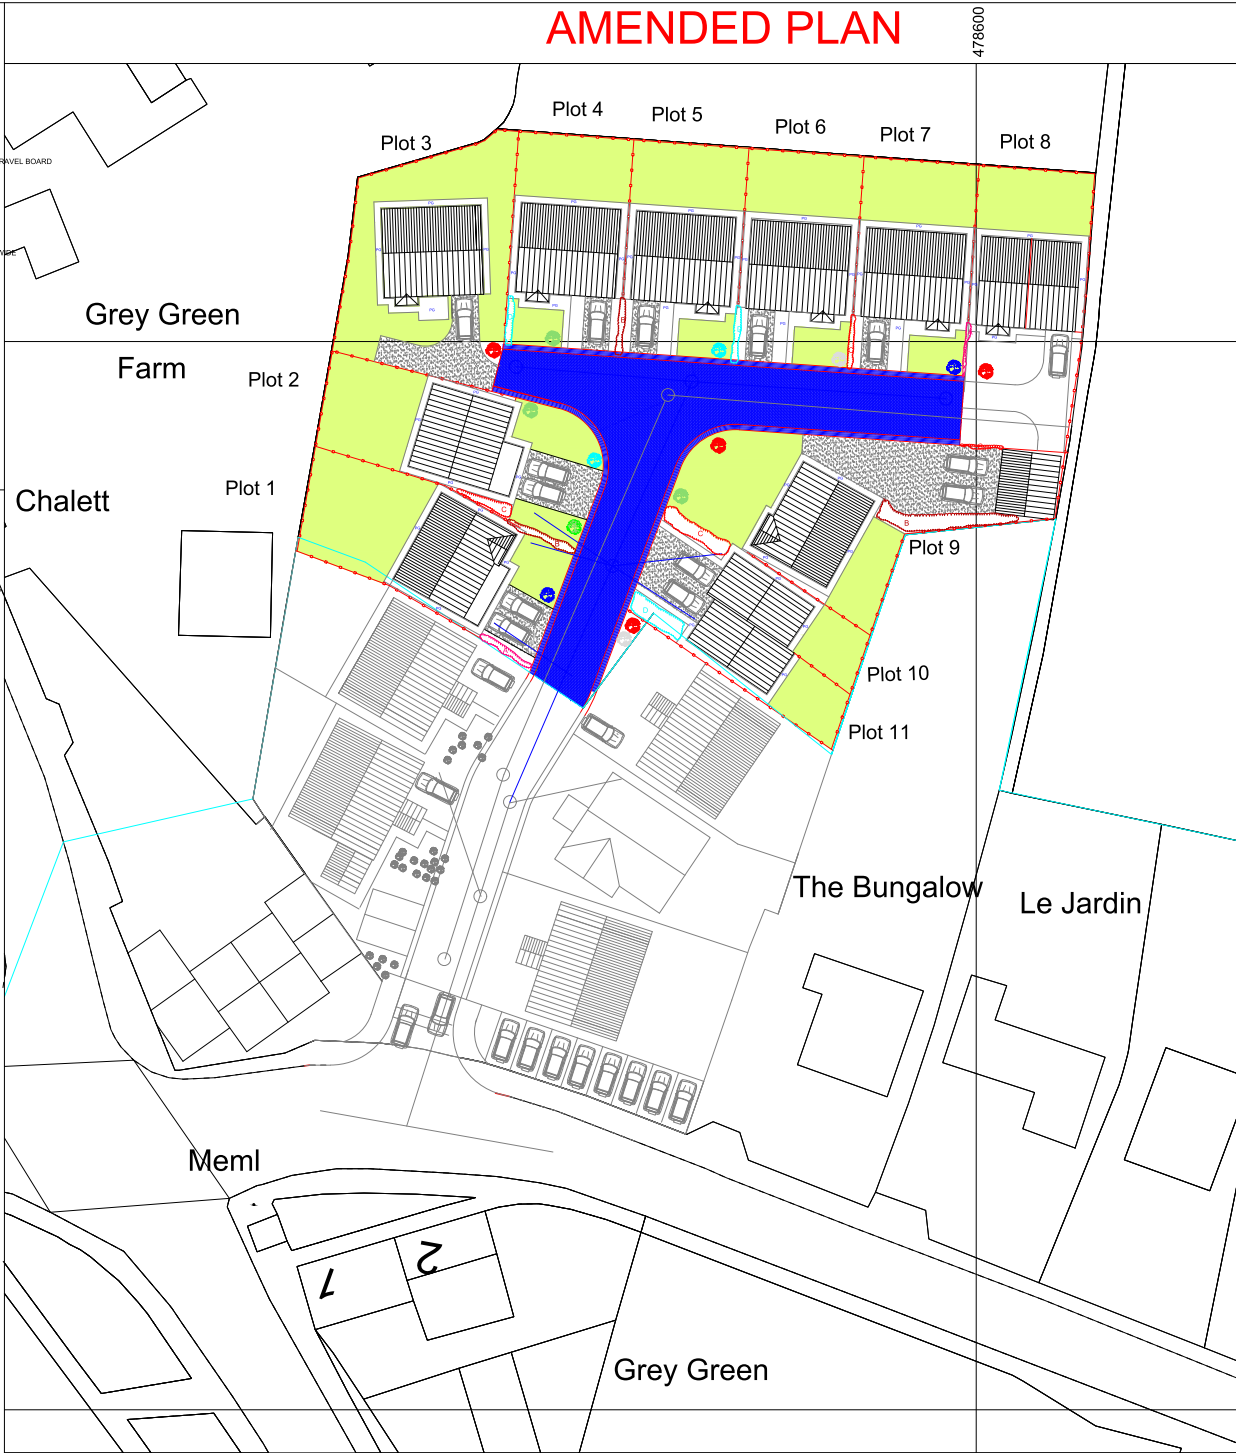 AMENDED PLAN
478600
Plot 3
Plot 4
Plot 5
Plot 6
Plot 7
Plot 8
RAVEL BOARD
Grey Green
Farm
Plot 2
Plot 1
Chalett
Plot 9
Plot 10
Plot 11
The Bungalow
Le Jardin
Meml
1
2
Grey Green